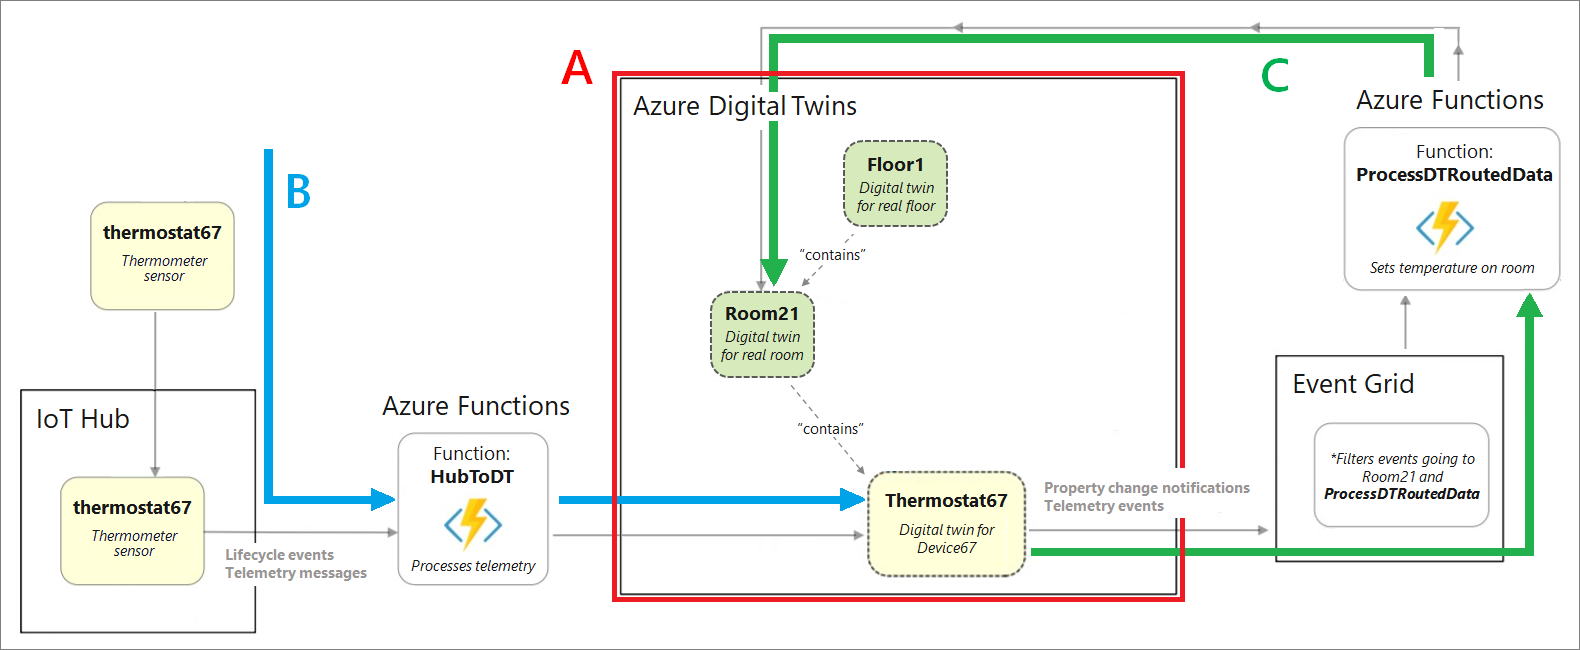 A
B
C
thermostat67
Thermometer
sensor
IoT Hub
thermostat67
Thermometer
sensor
Lifecycle events
Telemetry messages
Azure Functions
Function:
HubToDT
Processes telemetry
Azure Digital Twins
Floor1
Digital twin
for real floor
“contains”
Room21
Digital twin
for real room
“contains”
Thermostat67
Digital twin for
Device67
Property change notifications
Telemetry events
Azure Functions
Function:
ProcessDTRoutedData
Sets temperature on room
Event Grid
*Filters events going to
Room21 and
ProcessDTRoutedData